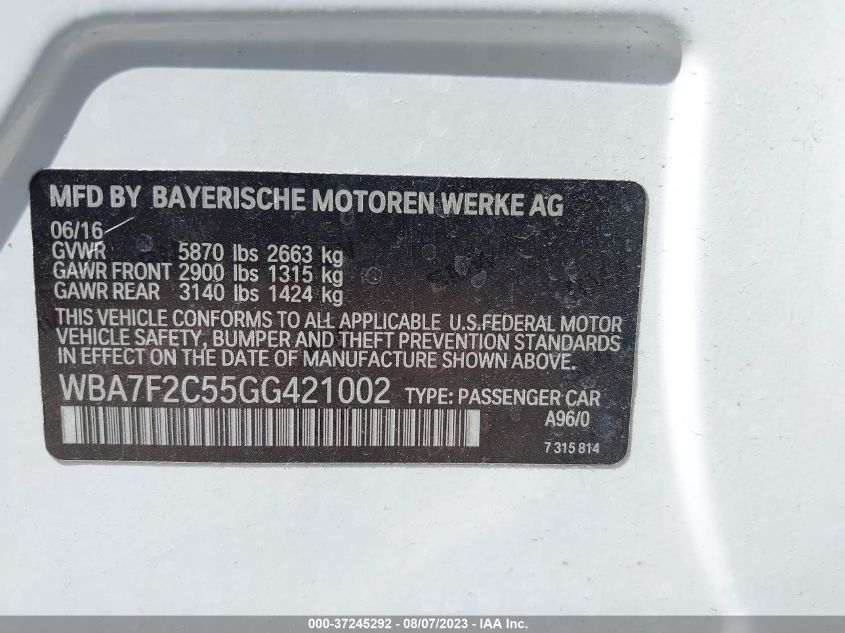 MFD BY BAYERISCHE MOTOREN WERKE AG
06/16
GVWR 5870 lbs 2663 kg
GAWR FRONT 2900 lbs 1315 kg
GAWR REAR 3140 lbs 1424 kg
THIS VEHICLE CONFORMS TO ALL APPLICABLE U.S.FEDERAL MOTOR
VEHICLE SAFETY, BUMPER AND THEFT PREVENTION STANDARDS
IN EFFECT ON THE DATE OF MANUFACTURE SHOWN ABOVE.
WBA7F2C55GG421002 TYPE: PASSENGER CAR
A96/0
7 315 814
000-37245292 - 08/07/2023 - IAA Inc.